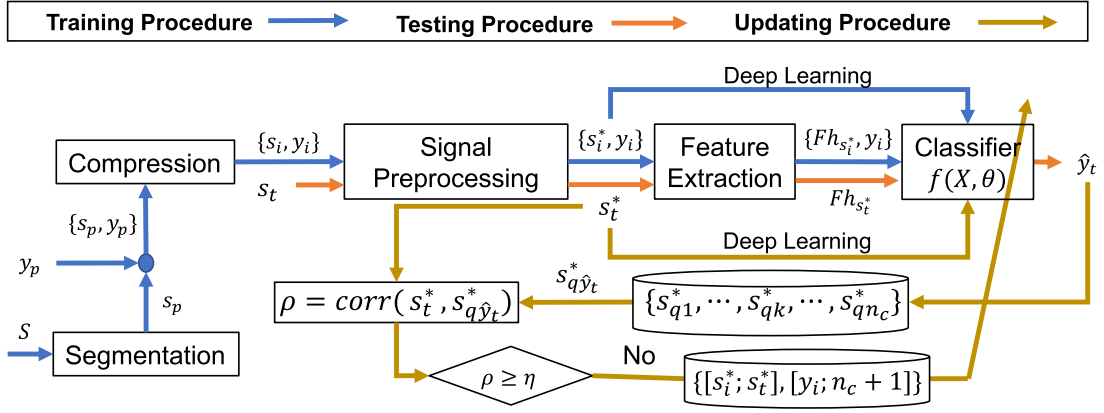 Training Procedure Testing Procedure Updating Procedure
Deep Learning
{s_i, y_i} {s_i^*, y_i} {Fh_{s_i^*}, y_i}
Compression
Signal
Preprocessing
Feature
Extraction
Classifier
f(X, θ)
s_t
ŷ_t
Fh_{s_t^*}
s_t^*
{s_p, y_p}
Deep Learning
y_p
s_{qŷ_t}^*
s_p
ρ = corr(s_t^*, s_{qŷ_t}^*)
{s_{q1}^*, ⋯, s_{qk}^*, ⋯, s_{qn_c}^*}
S
Segmentation
No
ρ ≥ η
{[s_i^*; s_t^*], [y_i; n_c + 1]}